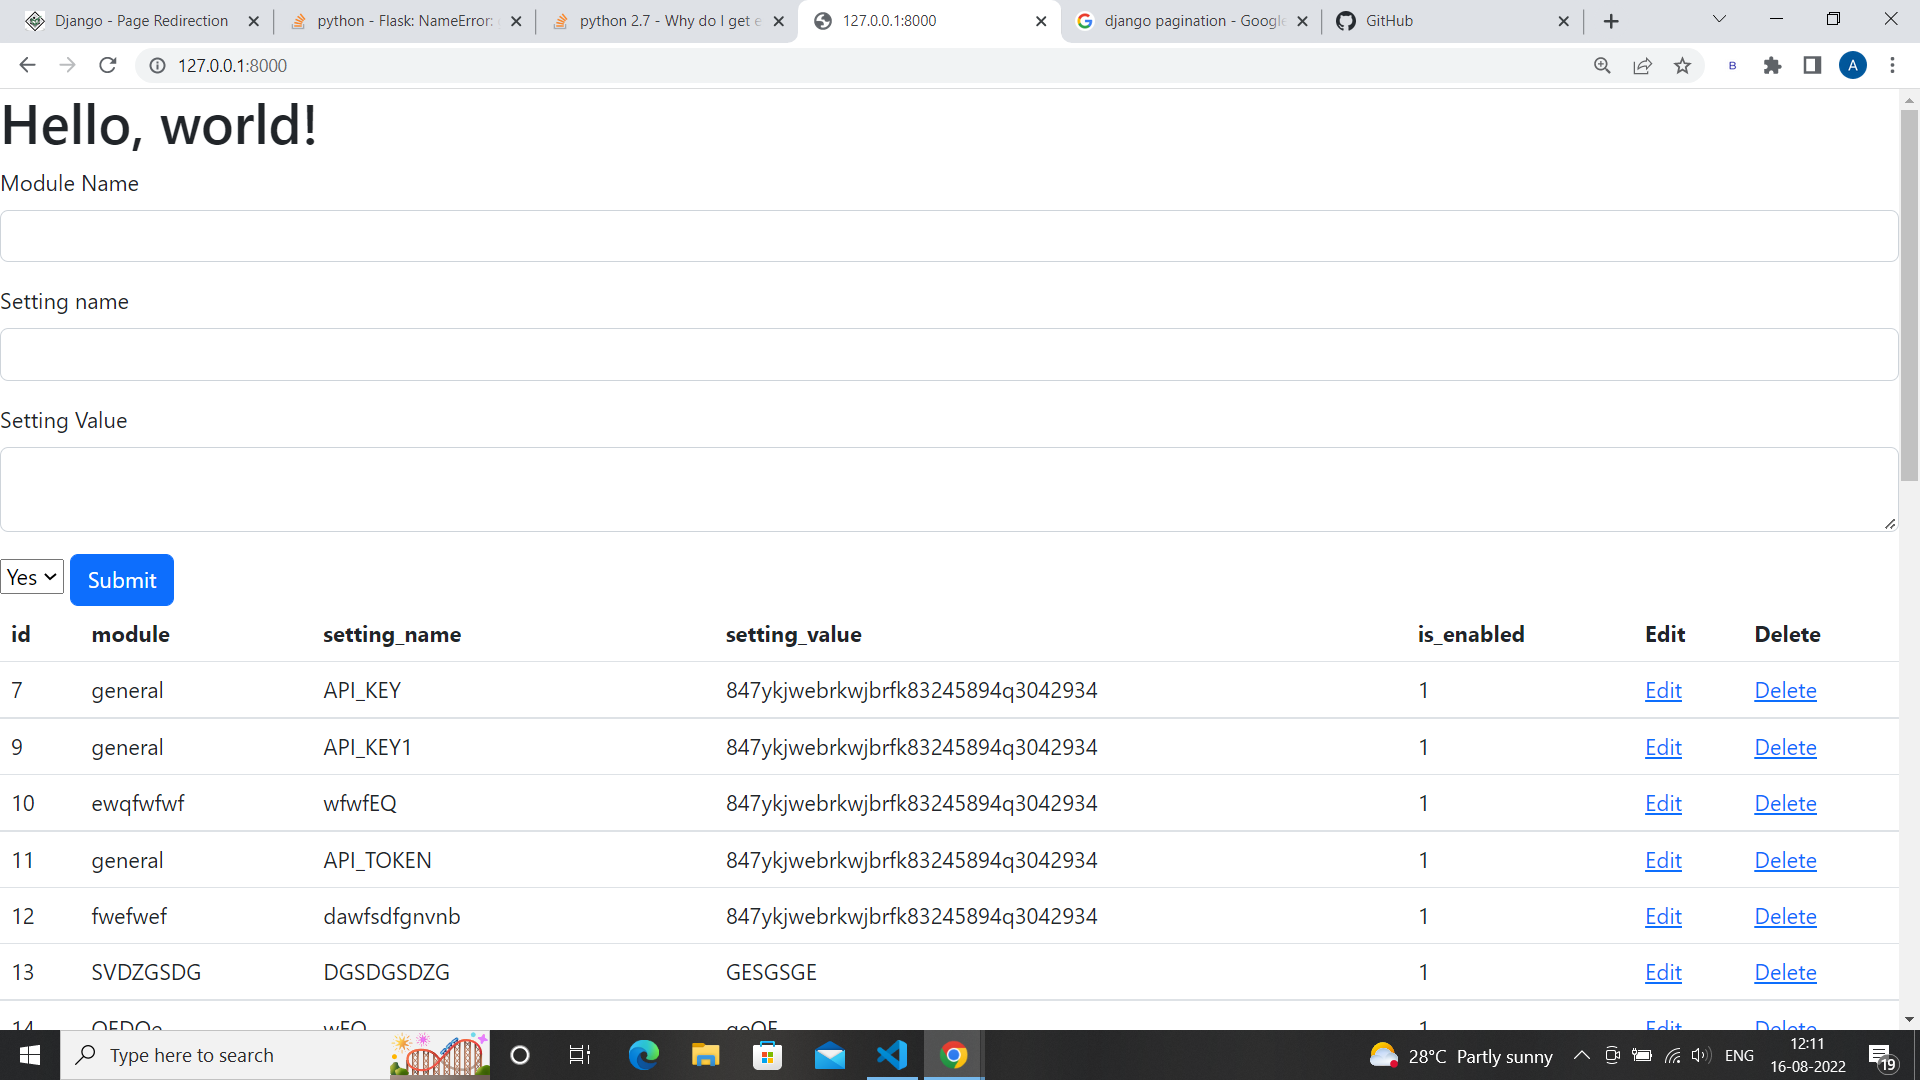 Django - Page Redirection
python - Flask: NameError:
python 2.7 - Why do I get e
127.0.0.1:8000
django pagination - Google
GitHub
127.0.0.1:8000
B
A
Hello, world!
Module Name
Setting name
Setting Value
Yes Submit
id module setting_name setting_value is_enabled Edit Delete
7 general API_KEY 847ykjwebrkwjbrfk83245894q3042934 1 Edit Delete
9 general API_KEY1 847ykjwebrkwjbrfk83245894q3042934 1 Edit Delete
10 ewqfwfwf wfwfEQ 847ykjwebrkwjbrfk83245894q3042934 1 Edit Delete
11 general API_TOKEN 847ykjwebrkwjbrfk83245894q3042934 1 Edit Delete
12 fwefwef dawfsdfgnvnb 847ykjwebrkwjbrfk83245894q3042934 1 Edit Delete
13 SVDZGSDG DGSDGSDZG GESGSGE 1 Edit Delete
14 1 Edit Delete
Type here to search
28°C Partly sunny
ENG
12:11
16-08-2022
19